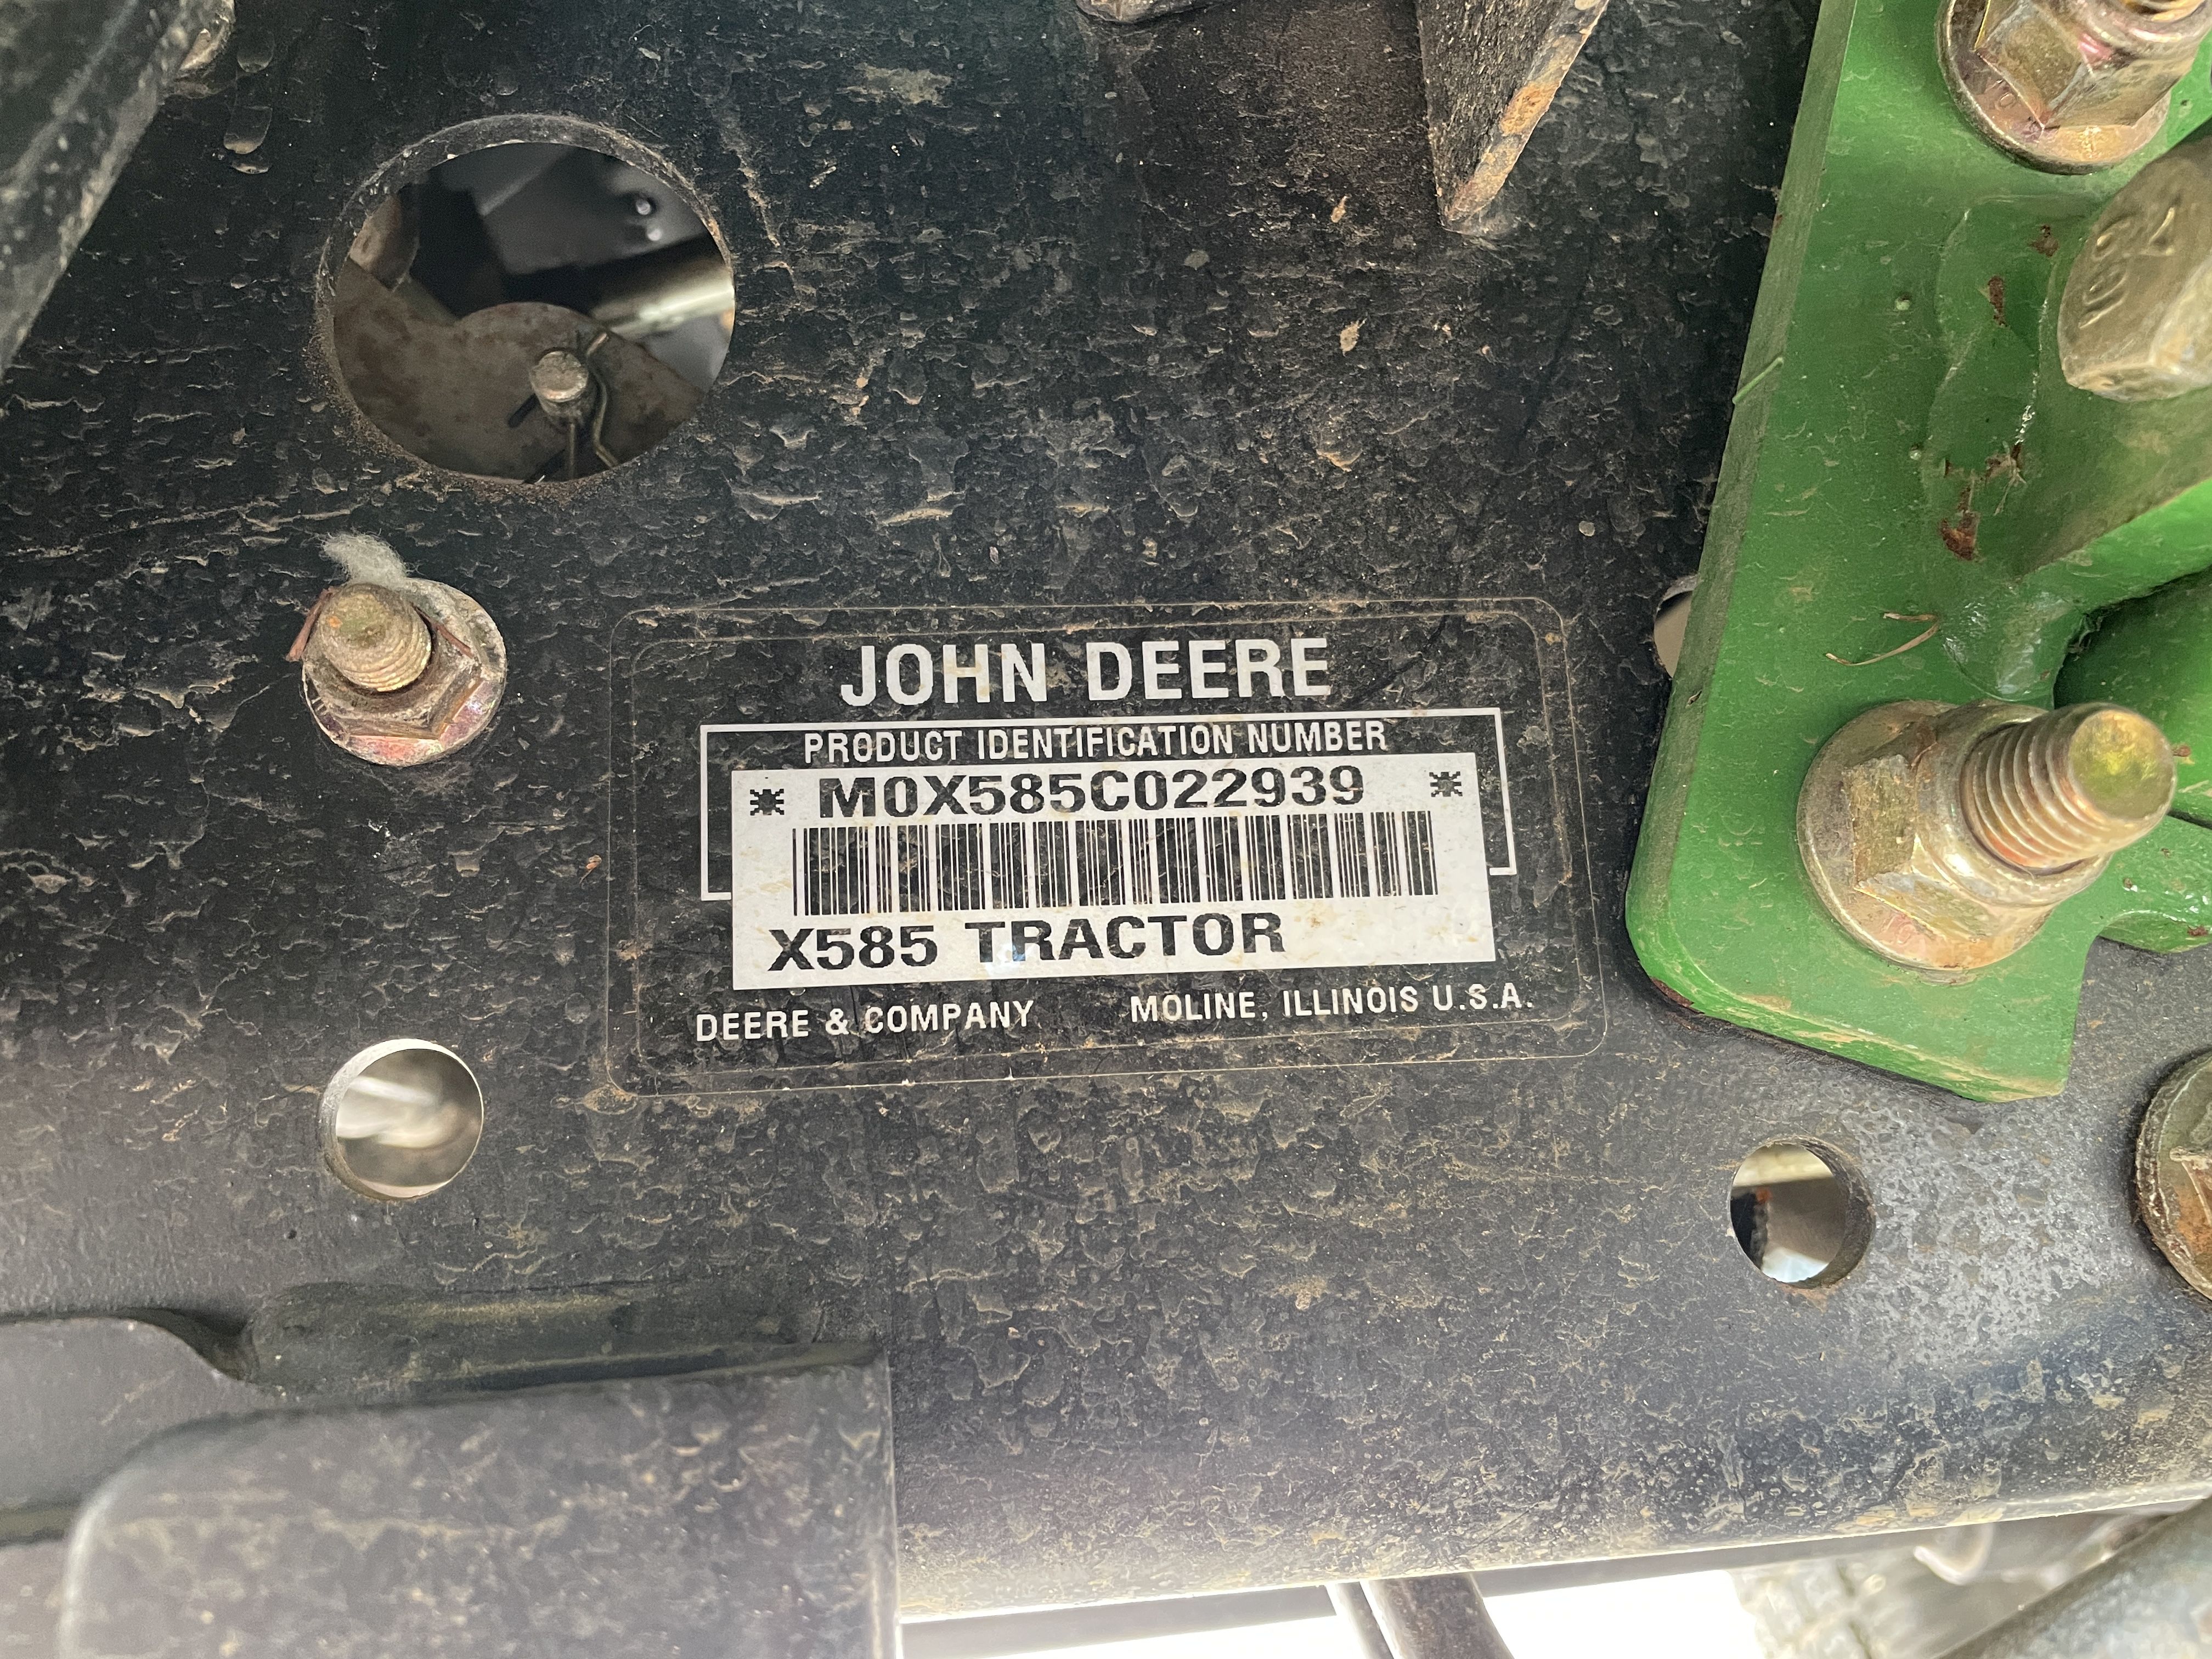 JOHN DEERE
PRODUCT IDENTIFICATION NUMBER
* M0X585C022939 *
X585 TRACTOR
DEERE & COMPANY MOLINE, ILLINOIS U.S.A.